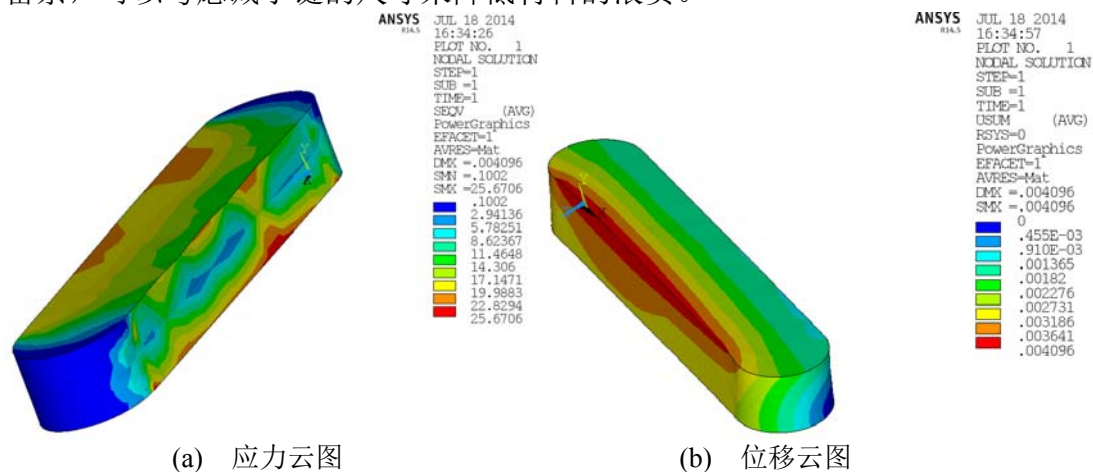 ANSYS
R14.5
JUL 18 2014
16:34:26
PLOT NO. 1
NODAL SOLUTION
STEP=1
SUB =1
TIME=1
SEQV (AVG)
PowerGraphics
EFACET=1
AVRES=Mat
DMX =.004096
SMN =.1002
SMX =25.6706
.1002
2.94136
5.78251
8.62367
11.4648
14.306
17.1471
19.9883
22.8294
25.6706
ANSYS
R14.5
JUL 18 2014
16:34:57
PLOT NO. 1
NODAL SOLUTION
STEP=1
SUB =1
TIME=1
USUM (AVG)
RSYS=0
PowerGraphics
EFACET=1
AVRES=Mat
DMX =.004096
SMX =.004096
0
.455E-03
.910E-03
.001365
.00182
.002276
.002731
.003186
.003641
.004096
(a) 应力云图
(b) 位移云图